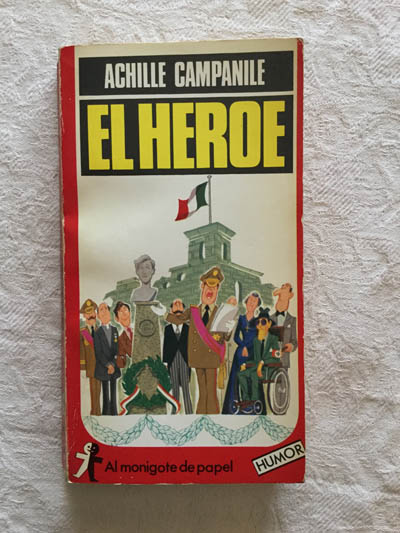 ACHILLE CAMPANILE
EL HEROE
Al monigote de papel
HUMOR